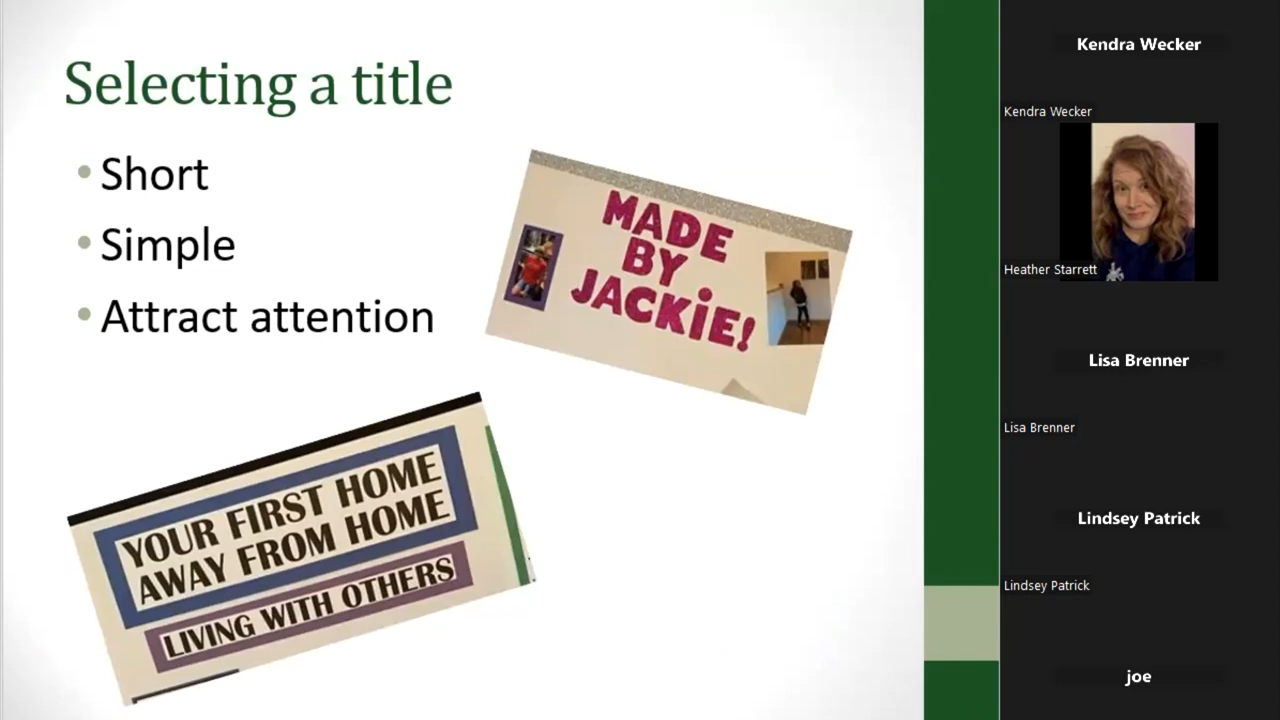 Selecting a title
• Short
• Simple
• Attract attention
MADE
BY
JACKiE!
YOUR FIRST HOME
AWAY FROM HOME
LIVING WITH OTHERS
Kendra Wecker
Kendra Wecker
Heather Starrett
Lisa Brenner
Lisa Brenner
Lindsey Patrick
Lindsey Patrick
joe